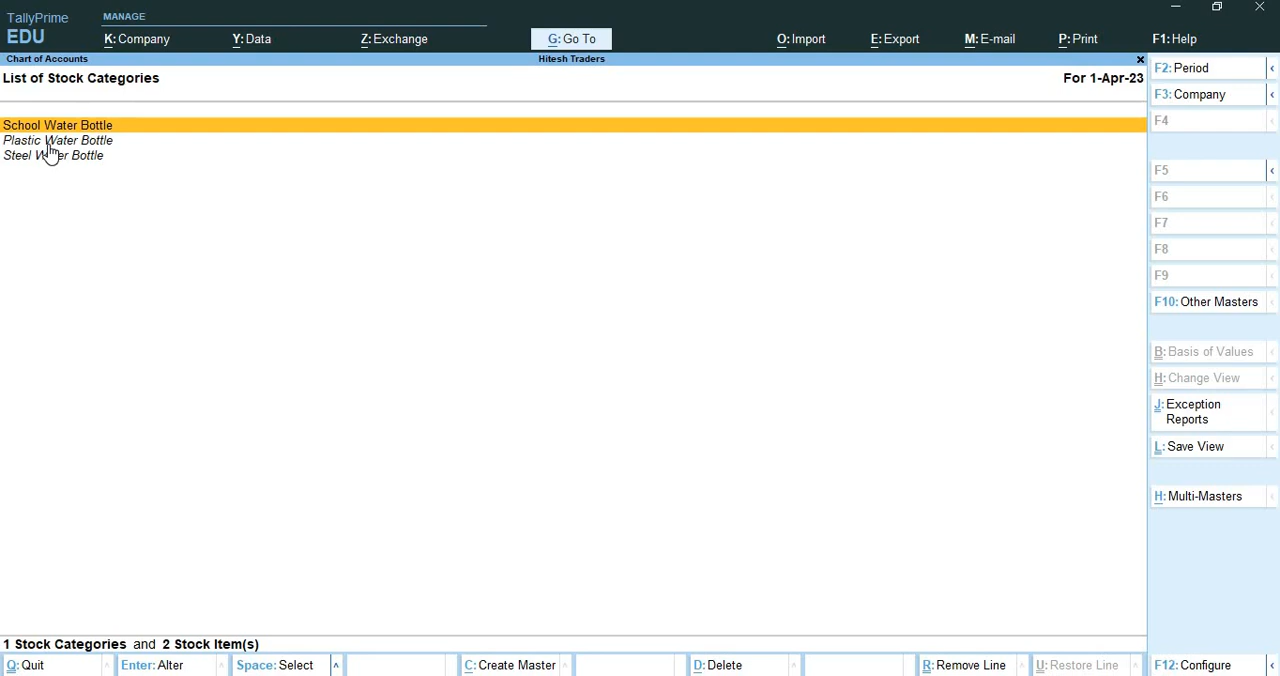 TallyPrime
EDU
MANAGE
K: Company Y: Data Z: Exchange G: Go To O: Import E: Export M: E-mail P: Print F1: Help
Chart of Accounts Hitesh Traders
List of Stock Categories For 1-Apr-23
School Water Bottle
Plastic Water Bottle
Steel Water Bottle
F2: Period
F3: Company
F4
F5
F6
F7
F8
F9
F10: Other Masters
B: Basis of Values
H: Change View
J: Exception
Reports
L: Save View
H: Multi-Masters
1 Stock Categories and 2 Stock Item(s)
Q: Quit Enter: Alter Space: Select C: Create Master D: Delete R: Remove Line U: Restore Line F12: Configure